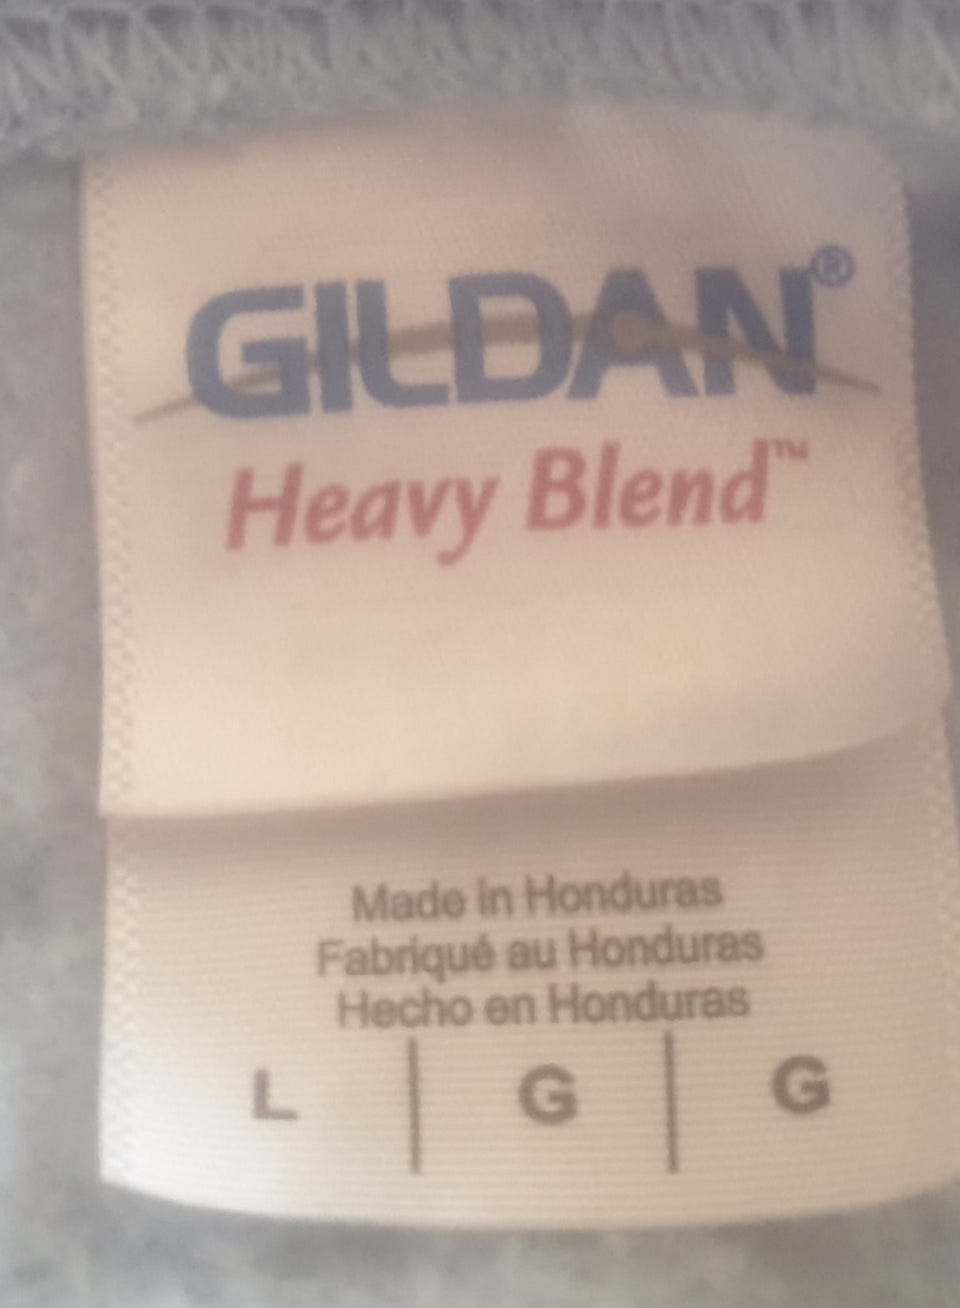 GILDAN®
Heavy Blend™
Made in Honduras
Fabriqué au Honduras
Hecho en Honduras
L | G | G